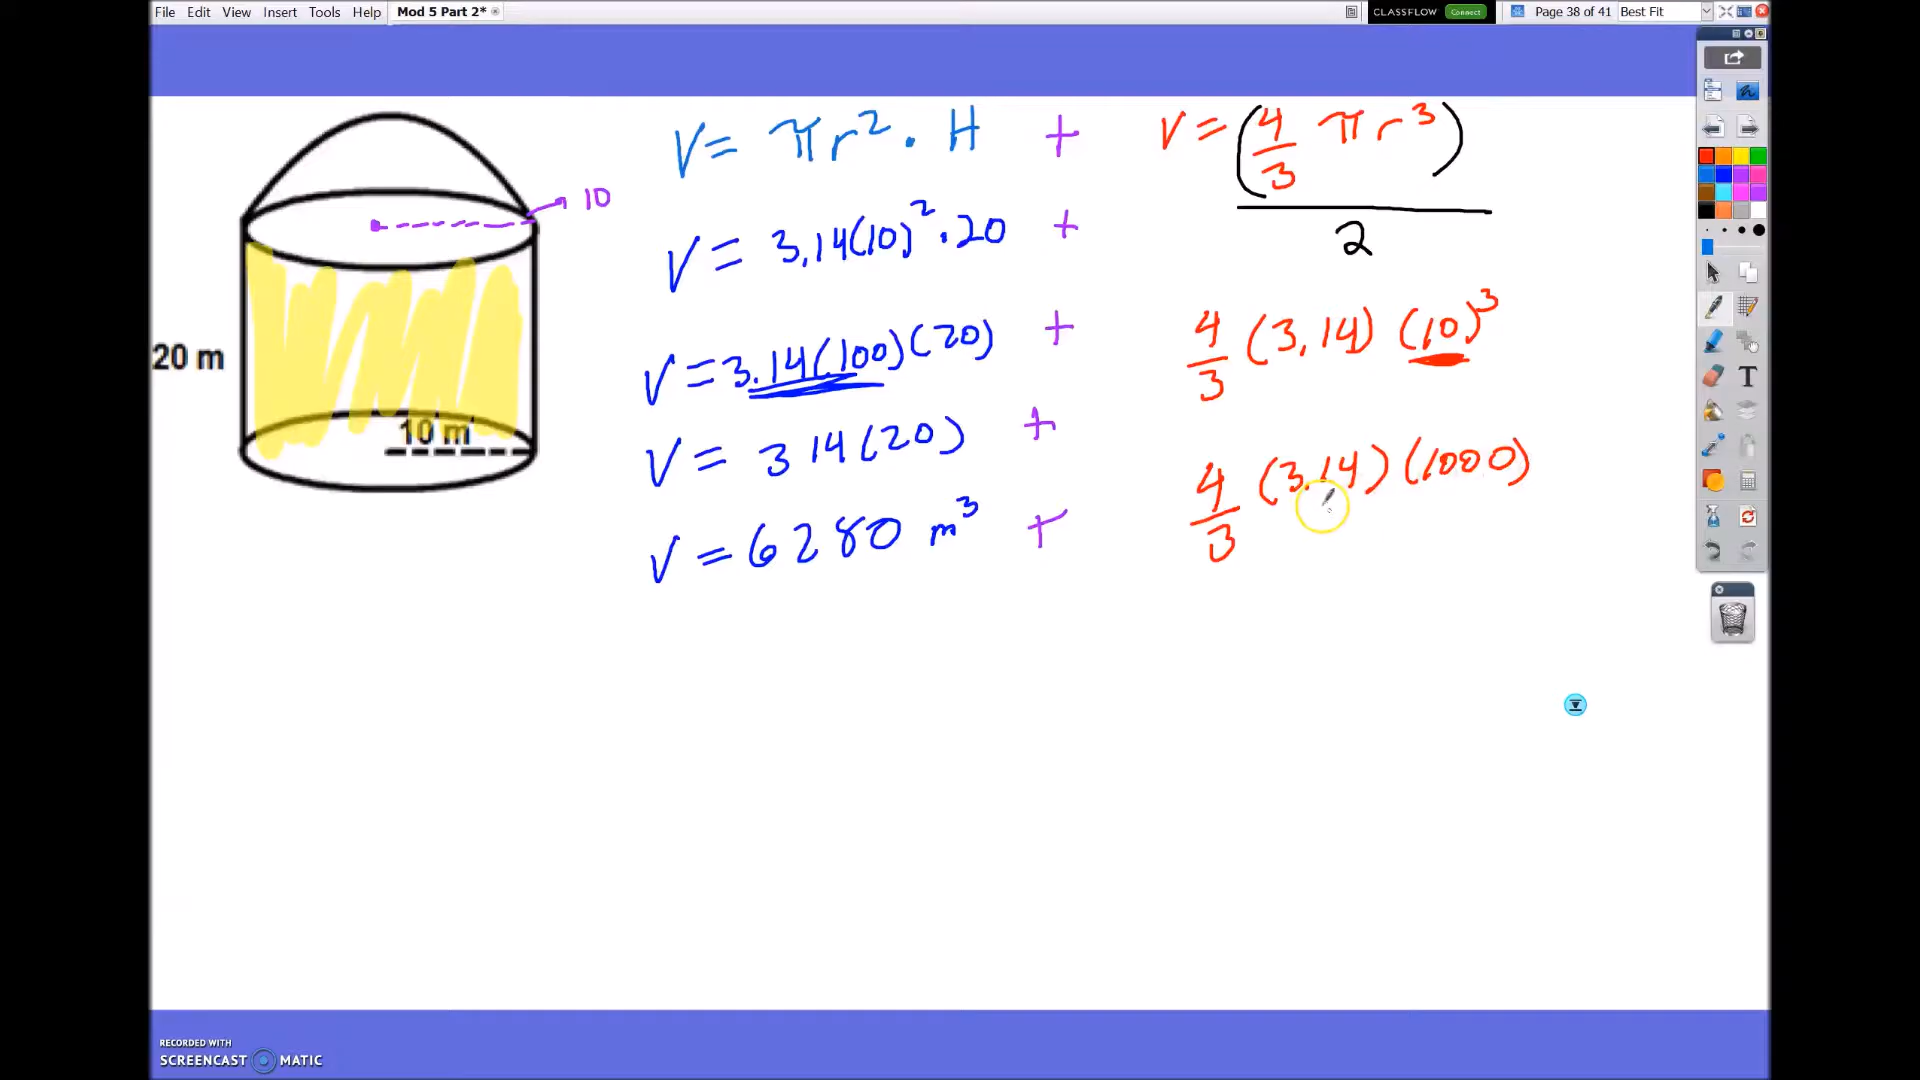 File Edit View Insert Tools Help Mod 5 Part 2* CLASSFLOW Connect Page 38 of 41 Best Fit
V = πr² · H + V = (4/3 πr³)
2
10
V = 3.14(10)² · 20 +
V = 3.14(100)(20) + 4/3 (3.14) (10)³
20 m
10 m
V = 314(20) +
4/3 (3.14) (1000)
V = 6280 m³ +
T
RECORDED WITH
SCREENCAST MATIC